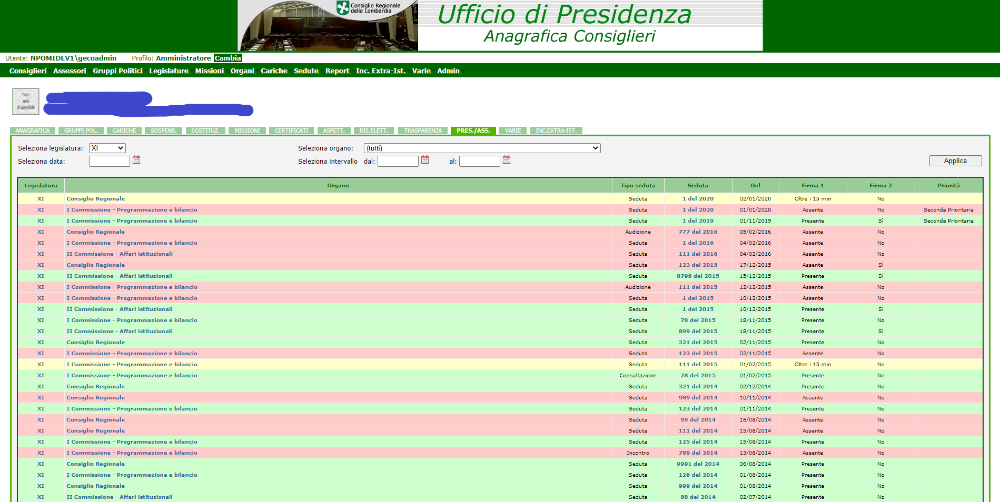 Consiglio Regionale
della Lombardia
Ufficio di Presidenza
Anagrafica Consiglieri
Utente: NPOMIDEV1\gecoadmin Profilo: Amministratore Cambia
Consiglieri - Assessori - Gruppi Politici - Legislature - Missioni - Organi - Cariche - Sedute - Report - Inc. Extra-Ist. - Varie - Admin -
Foto
non
disponibile
ANAGRAFICA GRUPPI POL. CARICHE SOSPENS. SOSTITUZ. MISSIONI CERTIFICATI ASPETT. RIS.ELETT. TRASPARENZA PRES./ASS. VARIE INC.EXTRA-IST.
Seleziona legislatura: XI Seleziona organo: (tutti)
Seleziona data: Seleziona intervallo dal: al: Applica
Legislatura Organo Tipo seduta Seduta Del Firma 1 Firma 2 Priorità
XI Consiglio Regionale Seduta 1 del 2020 02/01/2020 Oltre i 15 min No
XI I Commissione - Programmazione e bilancio Seduta 1 del 2020 01/01/2020 Assente No Seconda Prioritaria
XI I Commissione - Programmazione e bilancio Seduta 1 del 2019 01/11/2019 Presente Sì Seconda Prioritaria
XI Consiglio Regionale Audizione 777 del 2016 05/02/2016 Assente No
XI I Commissione - Programmazione e bilancio Seduta 1 del 2016 04/02/2016 Assente No
XI II Commissione - Affari istituzionali Seduta 111 del 2016 04/02/2016 Assente No
XI Consiglio Regionale Seduta 123 del 2015 17/12/2015 Assente Sì
XI II Commissione - Affari istituzionali Seduta 8798 del 2015 15/12/2015 Presente Sì
XI I Commissione - Programmazione e bilancio Audizione 111 del 2015 12/12/2015 Assente No
XI I Commissione - Programmazione e bilancio Seduta 1 del 2015 10/12/2015 Assente No
XI II Commissione - Affari istituzionali Seduta 1 del 2015 10/12/2015 Presente Sì
XI I Commissione - Programmazione e bilancio Seduta 78 del 2015 18/11/2015 Presente No
XI II Commissione - Affari istituzionali Seduta 899 del 2015 18/11/2015 Presente Sì
XI Consiglio Regionale Seduta 321 del 2015 02/11/2015 Presente No
XI I Commissione - Programmazione e bilancio Seduta 123 del 2015 02/11/2015 Assente No
XI I Commissione - Programmazione e bilancio Seduta 111 del 2015 01/02/2015 Oltre i 15 min No
XI I Commissione - Programmazione e bilancio Consultazione 78 del 2015 01/02/2015 Presente No
XI Consiglio Regionale Seduta 321 del 2014 02/12/2014 Presente No
XI Consiglio Regionale Seduta 989 del 2014 10/11/2014 Assente No
XI I Commissione - Programmazione e bilancio Seduta 123 del 2014 01/11/2014 Presente No
XI Consiglio Regionale Seduta 99 del 2014 18/08/2014 Assente No
XI Consiglio Regionale Seduta 111 del 2014 15/08/2014 Assente No
XI I Commissione - Programmazione e bilancio Seduta 125 del 2014 15/08/2014 Presente No
XI I Commissione - Programmazione e bilancio Incontro 789 del 2014 13/08/2014 Assente No
XI Consiglio Regionale Seduta 9991 del 2014 06/08/2014 Presente No
XI I Commissione - Programmazione e bilancio Seduta 126 del 2014 01/08/2014 Presente No
XI Consiglio Regionale Seduta 999 del 2014 01/08/2014 Presente No
XI II Commissione - Affari istituzionali Seduta 88 del 2014 02/07/2014 Presente No